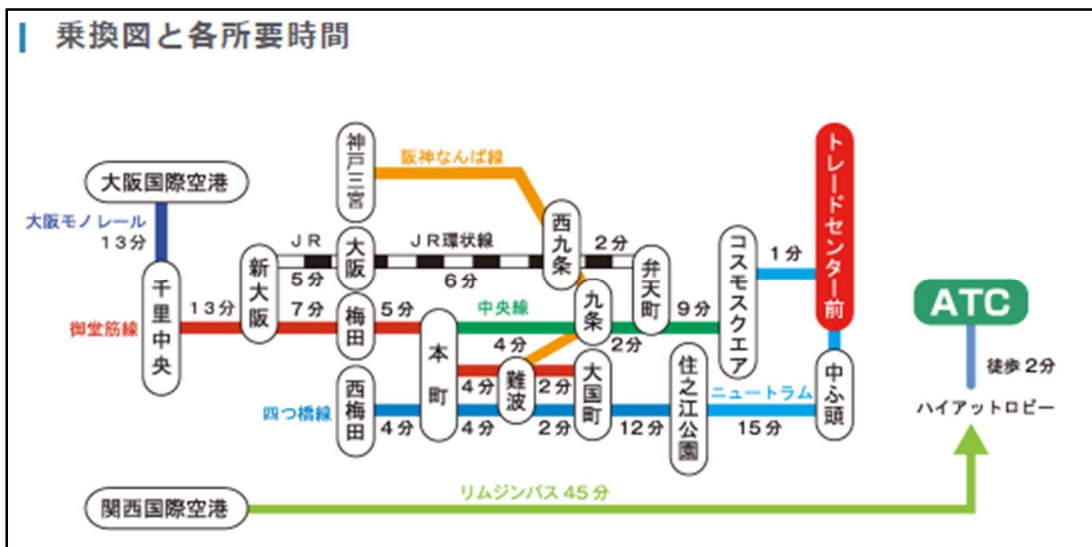 乗換図と各所要時間
神戸三宮
阪神なんば線
トレードセンター前
大阪国際空港
大阪モノレール
13分
西九条
JR
大阪
JR環状線
2分
コスモスクエア
1分
新大阪
5分
6分
弁天町
千里中央
九条
ATC
13分
7分
梅田
5分
中央線
9分
御堂筋線
本町
4分
2分
住之江公園
徒歩2分
4分
難波
2分
大国町
中ふ頭
西梅田
ニュートラム
ハイアットロビー
四つ橋線
4分
4分
2分
12分
15分
リムジンバス45分
関西国際空港